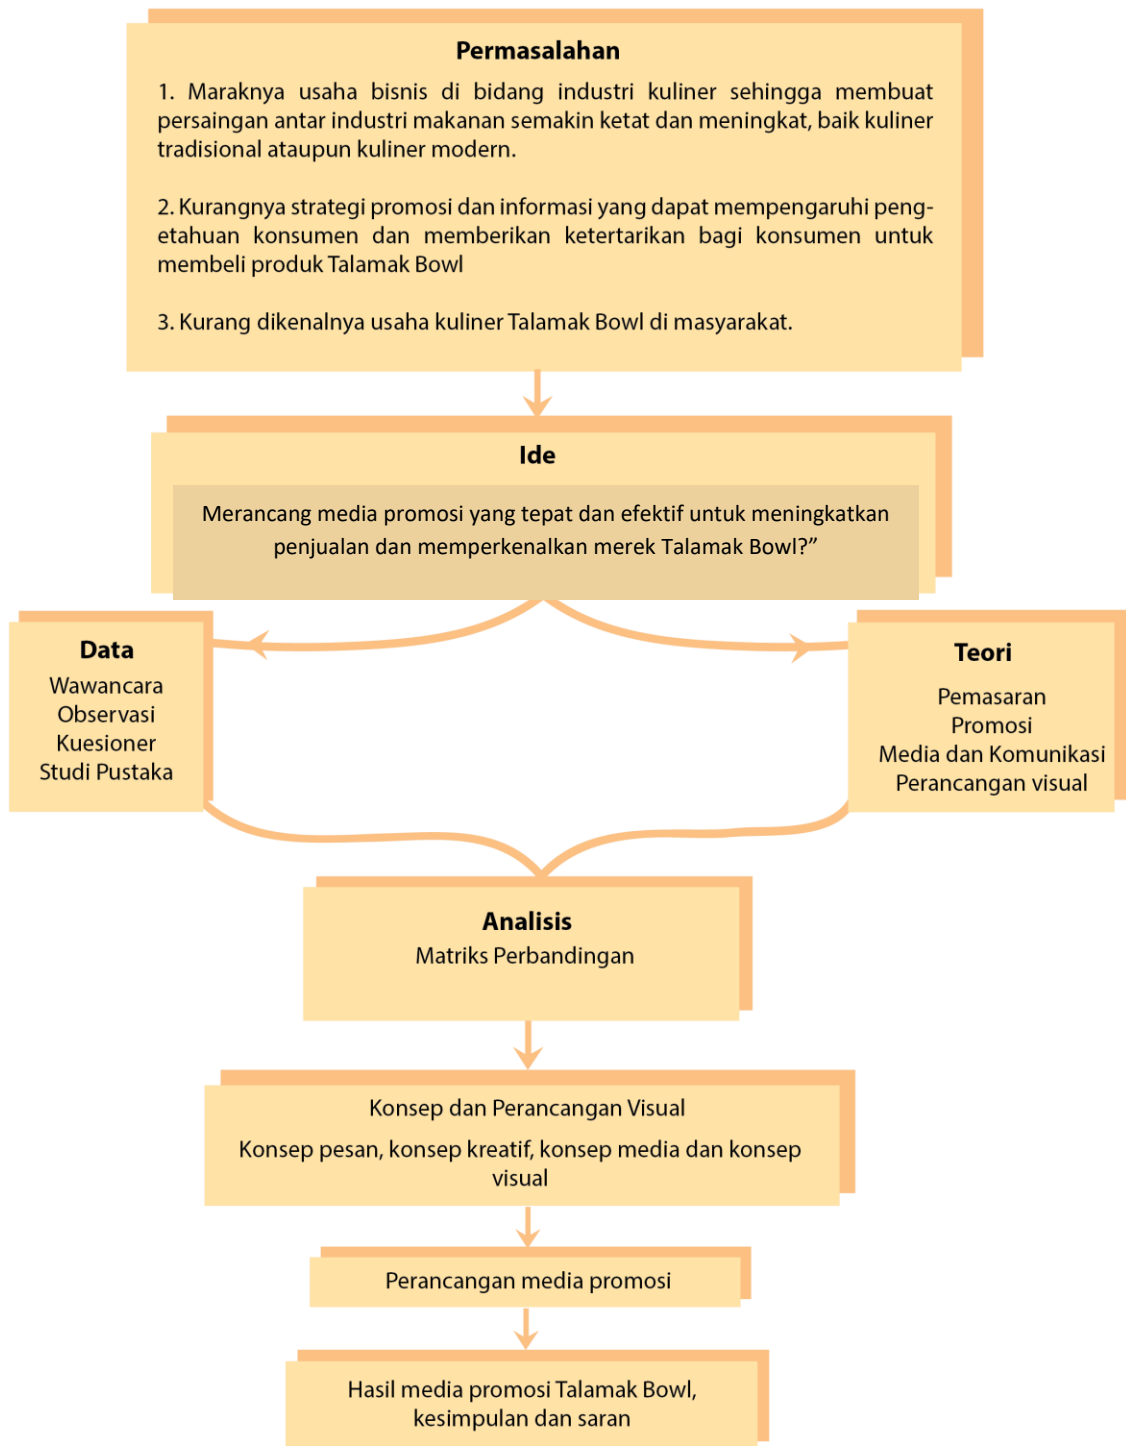 Permasalahan
1. Maraknya usaha bisnis di bidang industri kuliner sehingga membuat
persaingan antar industri makanan semakin ketat dan meningkat, baik kuliner
tradisional ataupun kuliner modern.
2. Kurangnya strategi promosi dan informasi yang dapat mempengaruhi peng-
etahuan konsumen dan memberikan ketertarikan bagi konsumen untuk
membeli produk Talamak Bowl
3. Kurang dikenalnya usaha kuliner Talamak Bowl di masyarakat.
Ide
Merancang media promosi yang tepat dan efektif untuk meningkatkan
penjualan dan memperkenalkan merek Talamak Bowl?”
Data
Wawancara
Observasi
Kuesioner
Studi Pustaka
Teori
Pemasaran
Promosi
Media dan Komunikasi
Perancangan visual
Analisis
Matriks Perbandingan
Konsep dan Perancangan Visual
Konsep pesan, konsep kreatif, konsep media dan konsep
visual
Perancangan media promosi
Hasil media promosi Talamak Bowl,
kesimpulan dan saran